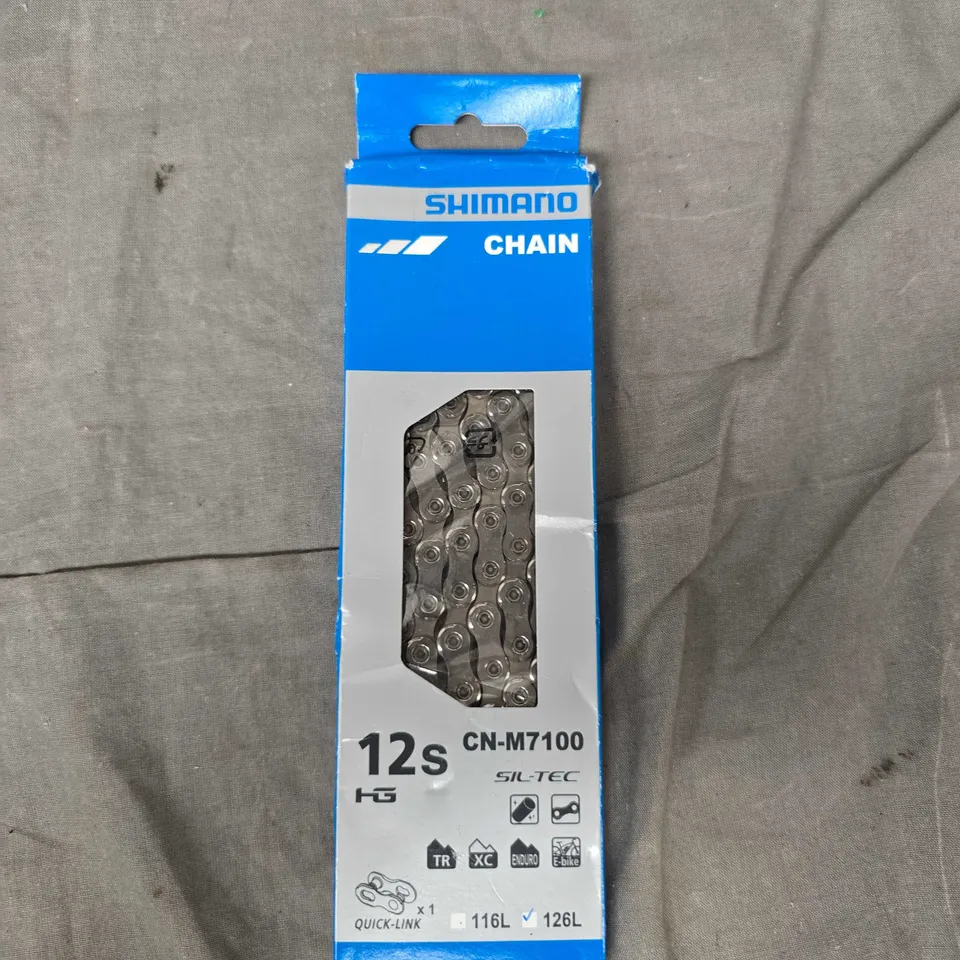 SHIMANO
CHAIN
12s
CN-M7100
HG
SIL-TEC
TR
XC
ENDURO
E-bike
QUICK-LINK
x 1
116L
126L